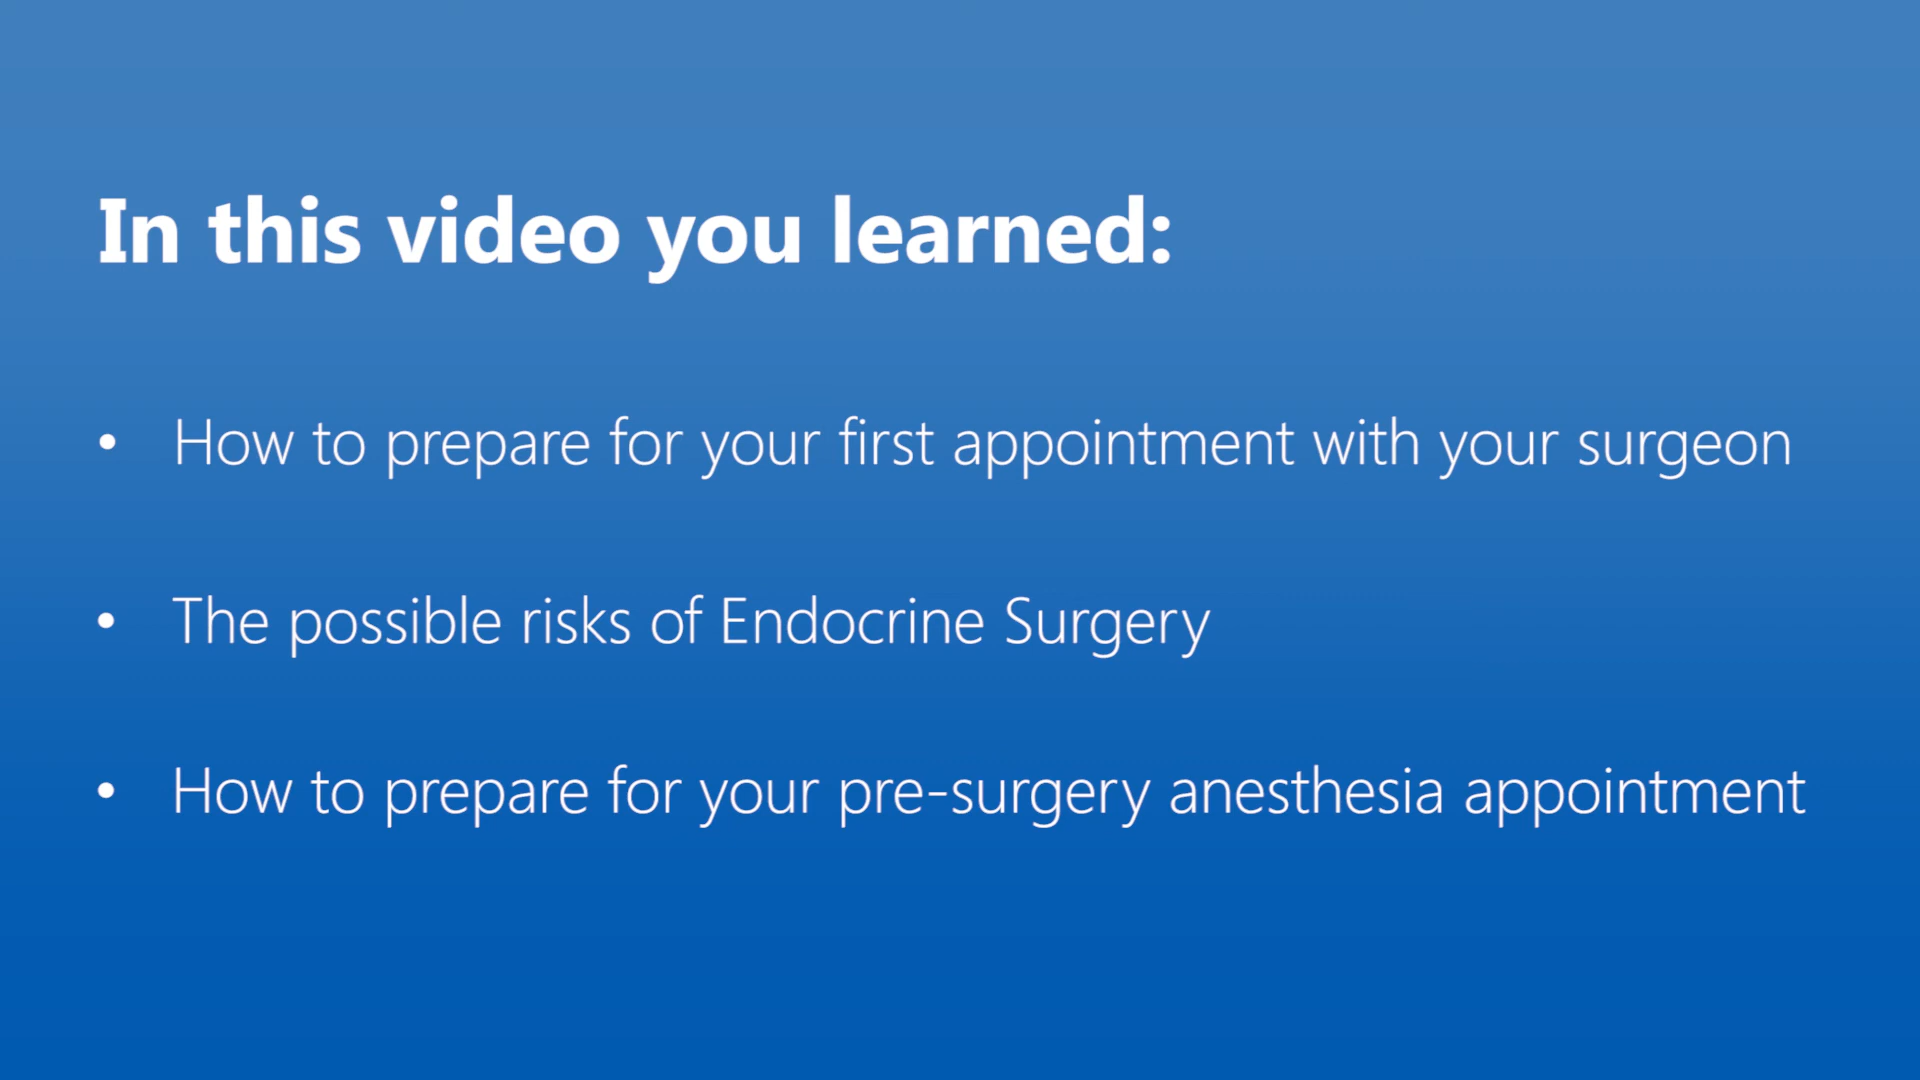 In this video you learned:
• How to prepare for your first appointment with your surgeon
• The possible risks of Endocrine Surgery
• How to prepare for your pre-surgery anesthesia appointment